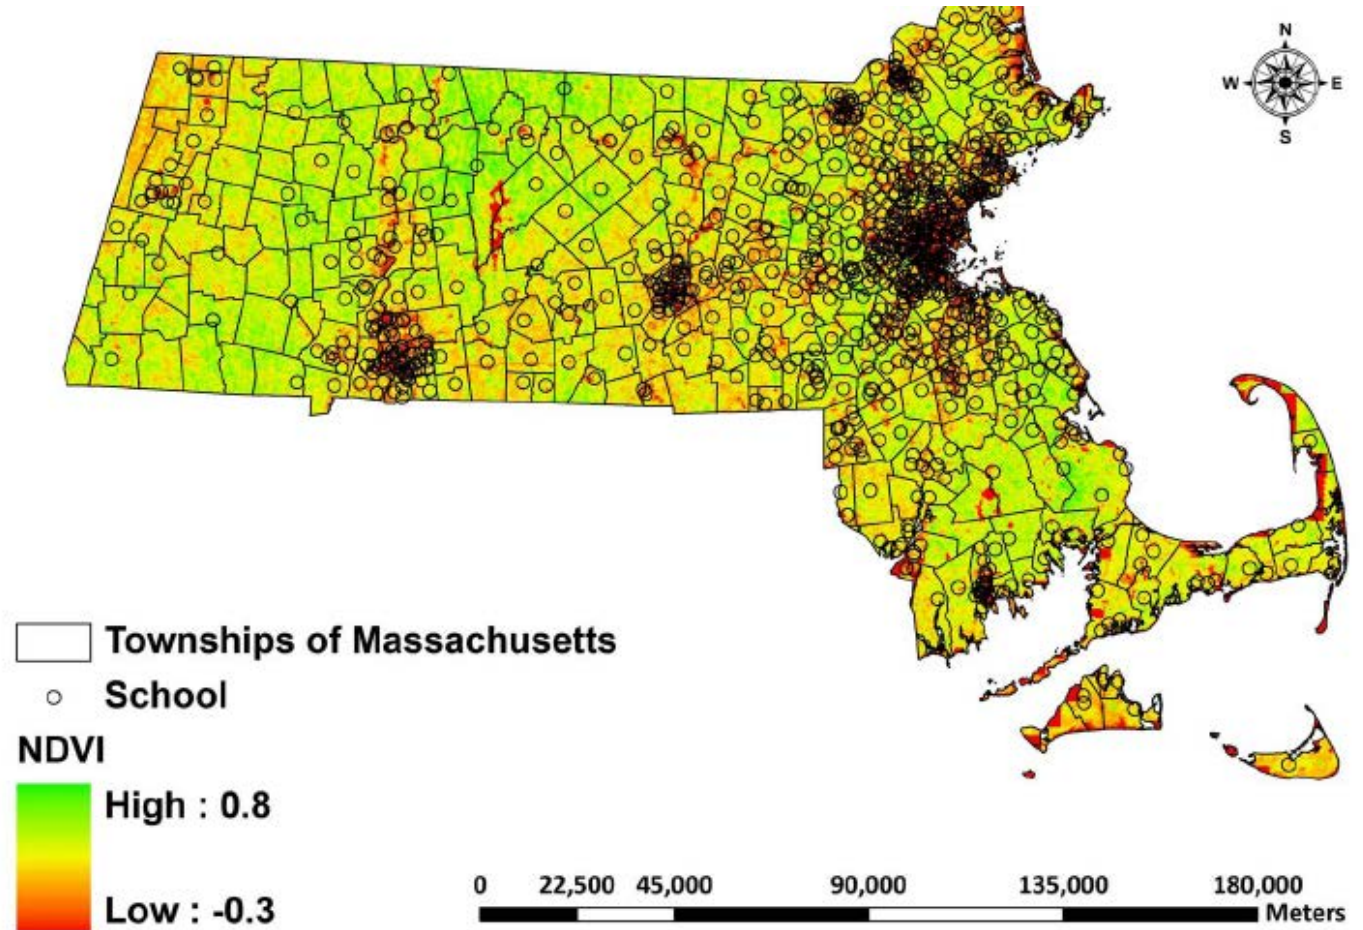 N
W E
S
Townships of Massachusetts
School
NDVI
High : 0.8
Low : -0.3
0 22,500 45,000 90,000 135,000 180,000
Meters